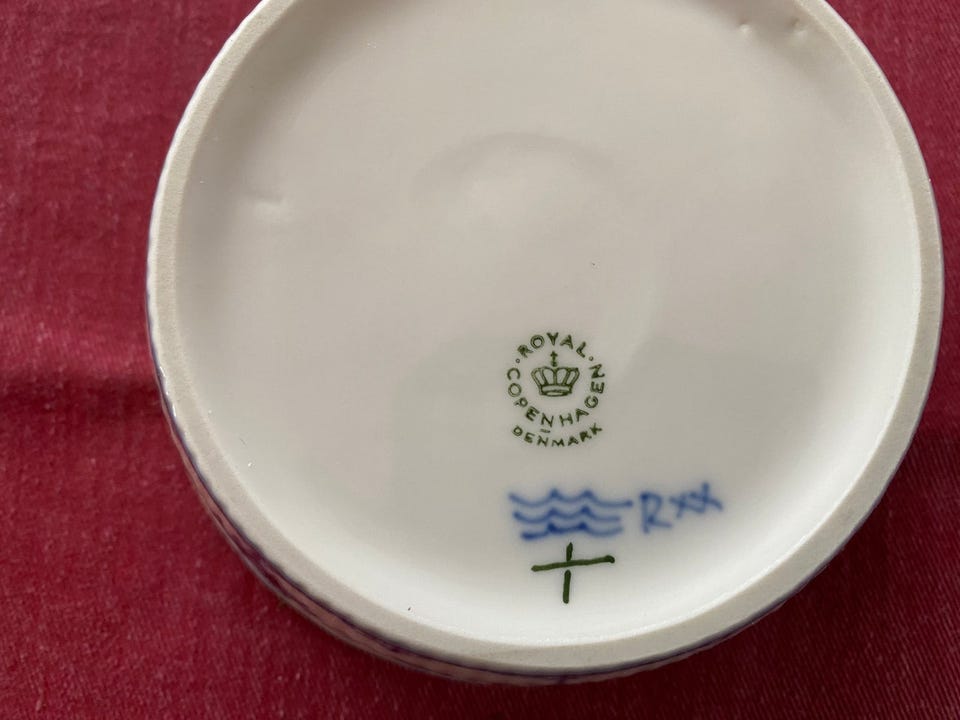 ROYAL
COPENHAGEN
DENMARK
RXX